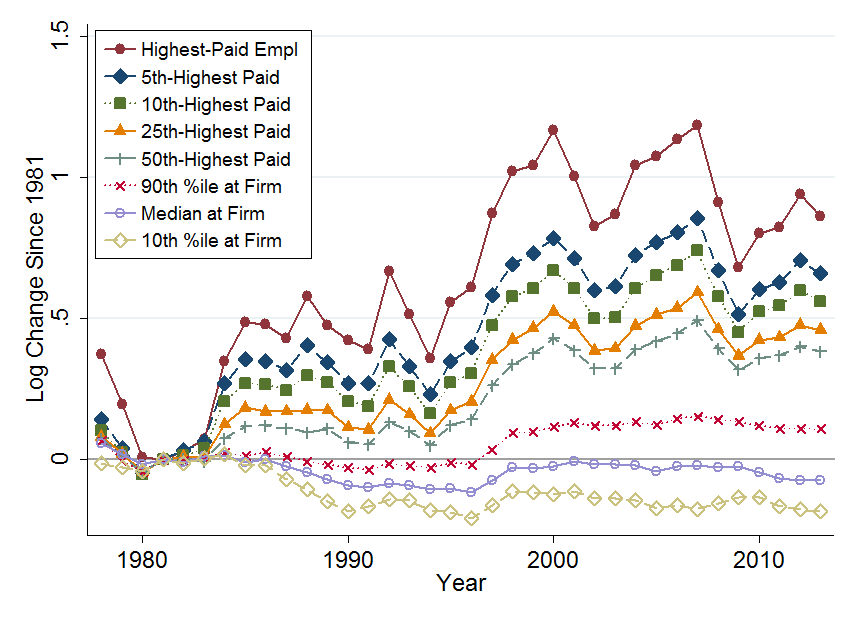 1.5
Highest-Paid Empl
5th-Highest Paid
10th-Highest Paid
25th-Highest Paid
50th-Highest Paid
90th %ile at Firm
Median at Firm
10th %ile at Firm
1
.5
0
Log Change Since 1981
1980 1990 2000 2010
Year